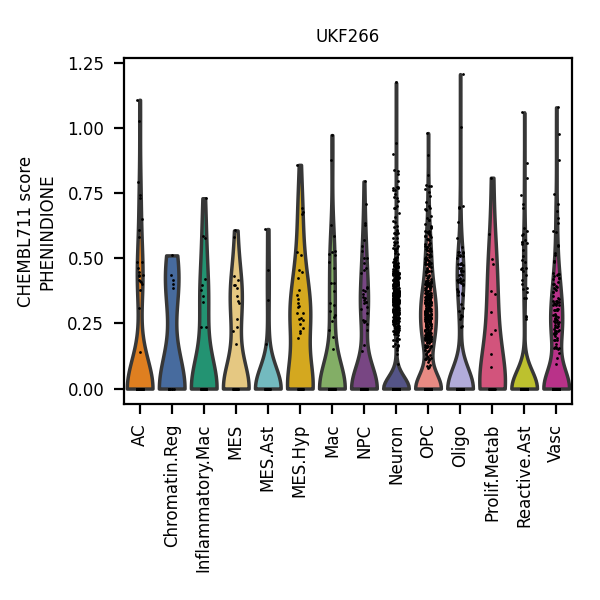 UKF266
CHEMBL711 score
PHENINDIONE
1.25
1.00
0.75
0.50
0.25
0.00
AC
Chromatin.Reg
Inflammatory.Mac
MES
MES.Ast
MES.Hyp
Mac
NPC
Neuron
OPC
Oligo
Prolif.Metab
Reactive.Ast
Vasc